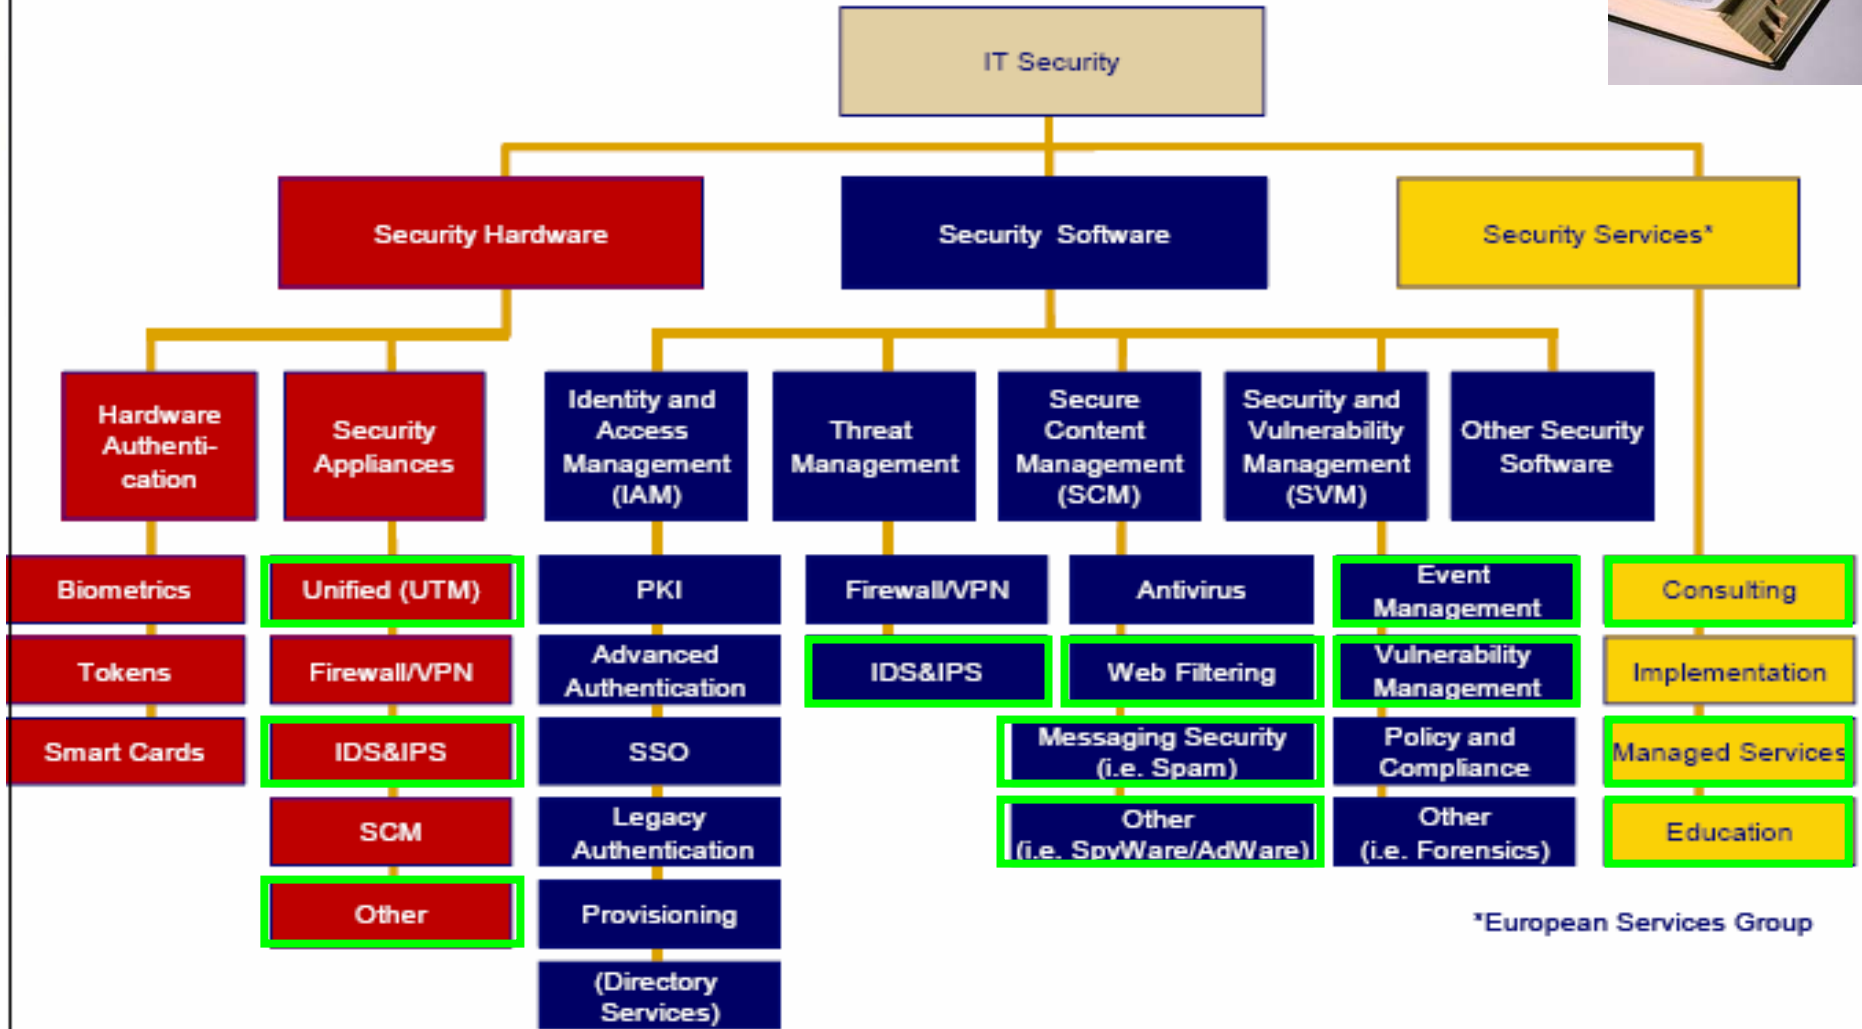 IT Security
Security Hardware
Security Software
Security Services*
Hardware
Authenti-
cation
Security
Appliances
Identity and
Access
Management
(IAM)
Threat
Management
Secure
Content
Management
(SCM)
Security and
Vulnerability
Management
(SVM)
Other Security
Software
Biometrics
Tokens
Smart Cards
Unified (UTM)
Firewall/VPN
IDS&IPS
SCM
Other
PKI
Advanced
Authentication
SSO
Legacy
Authentication
Provisioning
(Directory
Services)
Firewall/VPN
IDS&IPS
Antivirus
Web Filtering
Messaging Security
(i.e. Spam)
Other
(i.e. SpyWare/AdWare)
Event
Management
Vulnerability
Management
Policy and
Compliance
Other
(i.e. Forensics)
Consulting
Implementation
Managed Services
Education
*European Services Group